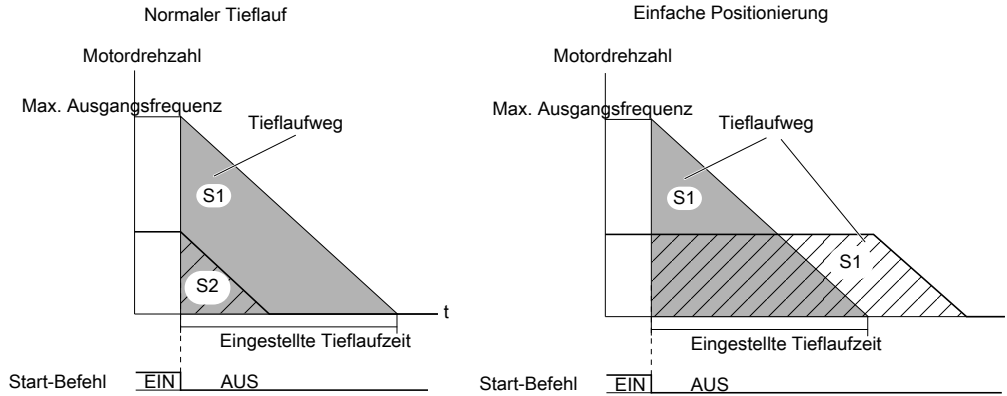 Normaler Tieflauf
Motordrehzahl
Max. Ausgangsfrequenz
Tieflaufweg
S1
S2
t
Eingestellte Tieflaufzeit
Start-Befehl EIN AUS
Einfache Positionierung
Motordrehzahl
Max. Ausgangsfrequenz
Tieflaufweg
S1
S1
Eingestellte Tieflaufzeit
Start-Befehl EIN AUS